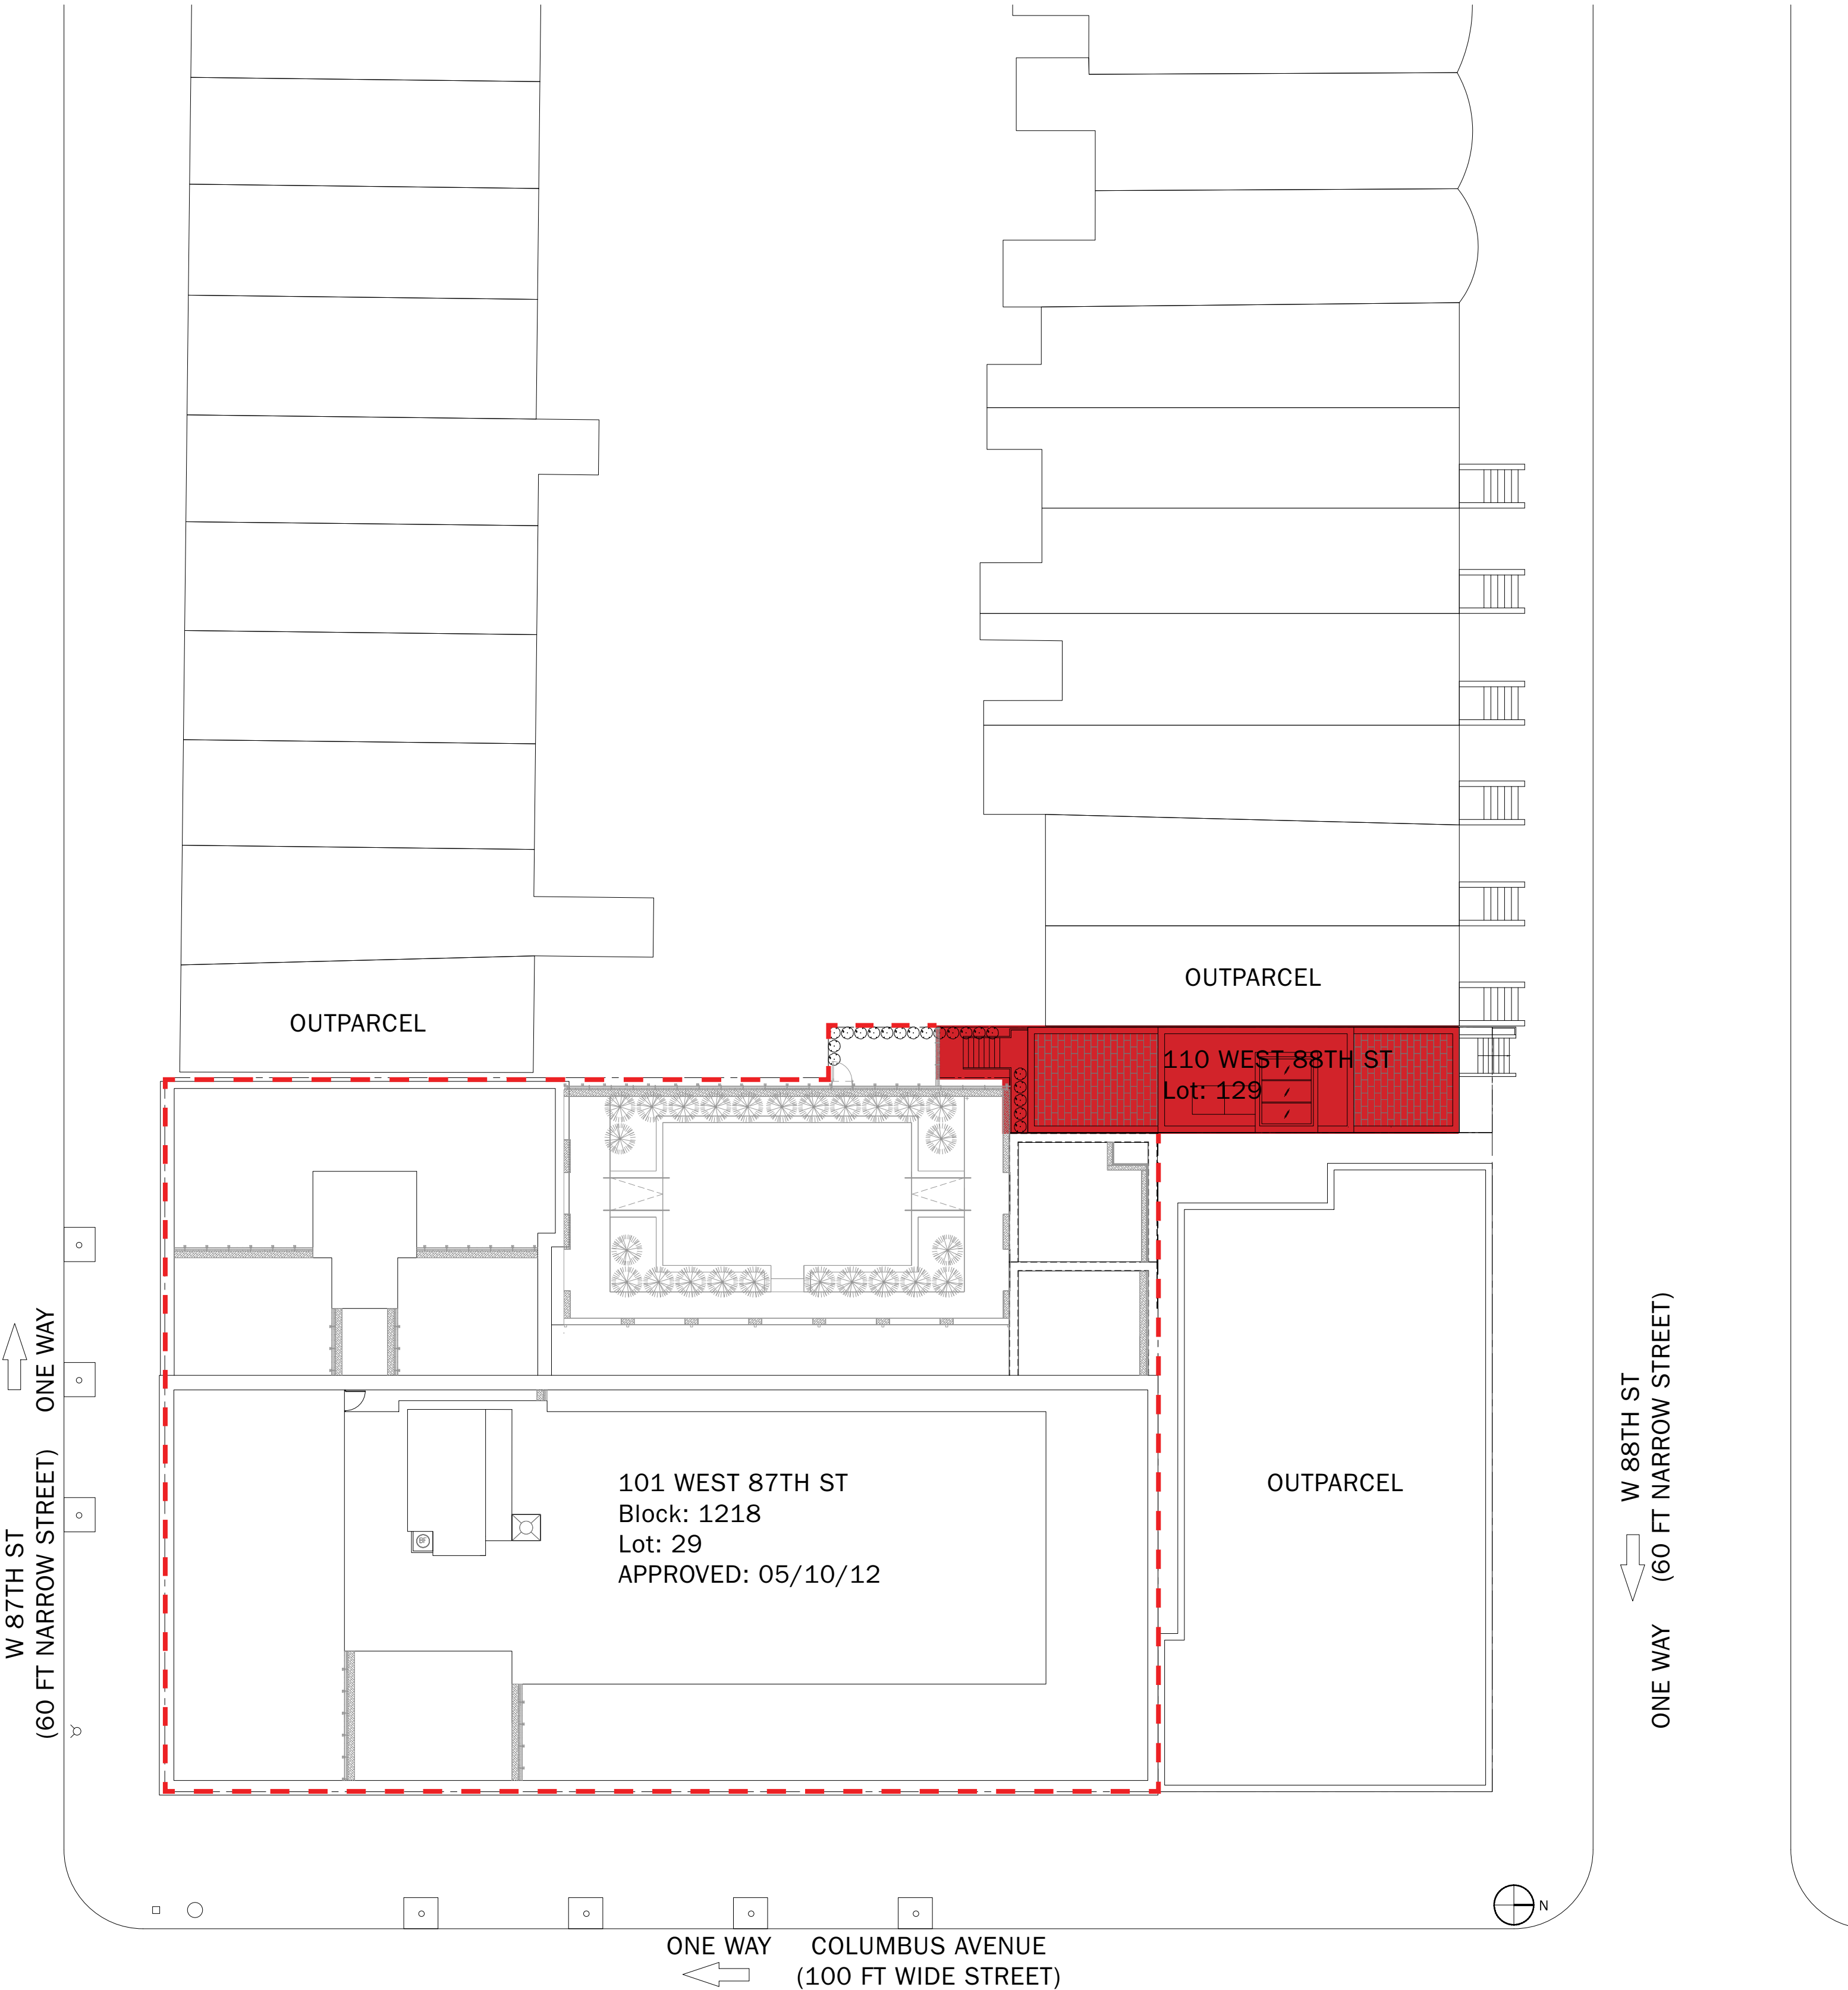 OUTPARCEL
OUTPARCEL
110 WEST 88TH ST
Lot: 129
101 WEST 87TH ST
Block: 1218
Lot: 29
APPROVED: 05/10/12
OUTPARCEL
W 87TH ST
(60 FT NARROW STREET) ONE WAY
W 88TH ST
ONE WAY (60 FT NARROW STREET)
N
ONE WAY COLUMBUS AVENUE
(100 FT WIDE STREET)